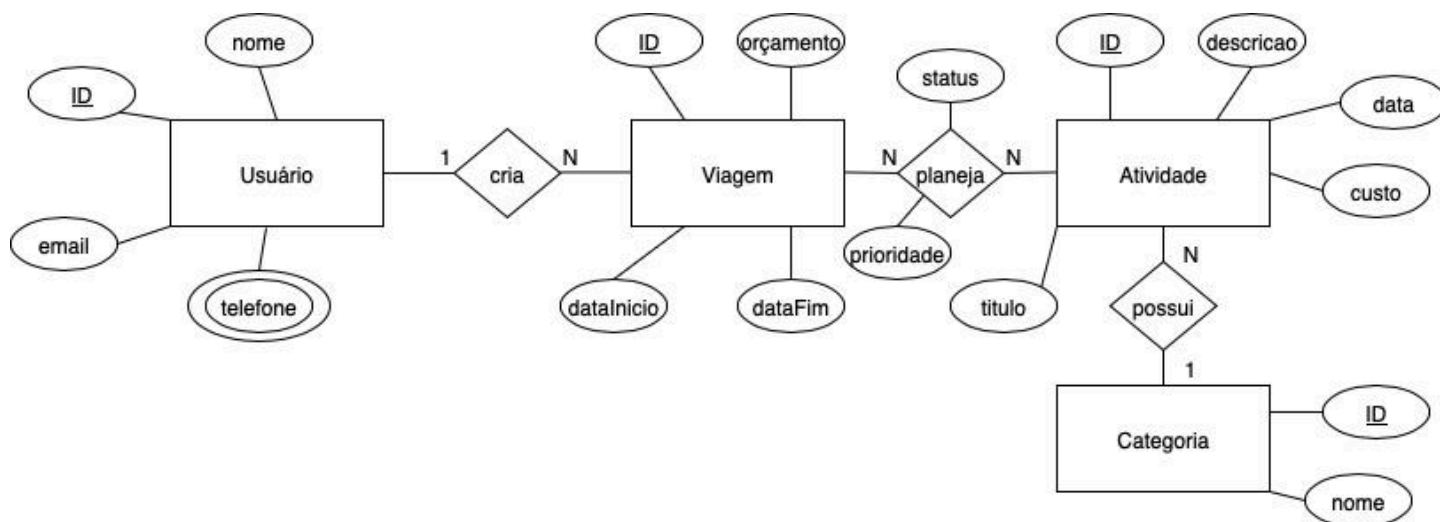 nome
ID
orçamento
ID
descricao
status
ID
data
Usuário
1
cria
N
Viagem
N
planeja
N
Atividade
custo
email
prioridade
N
telefone
dataInicio
dataFim
titulo
possui
1
ID
Categoria
nome